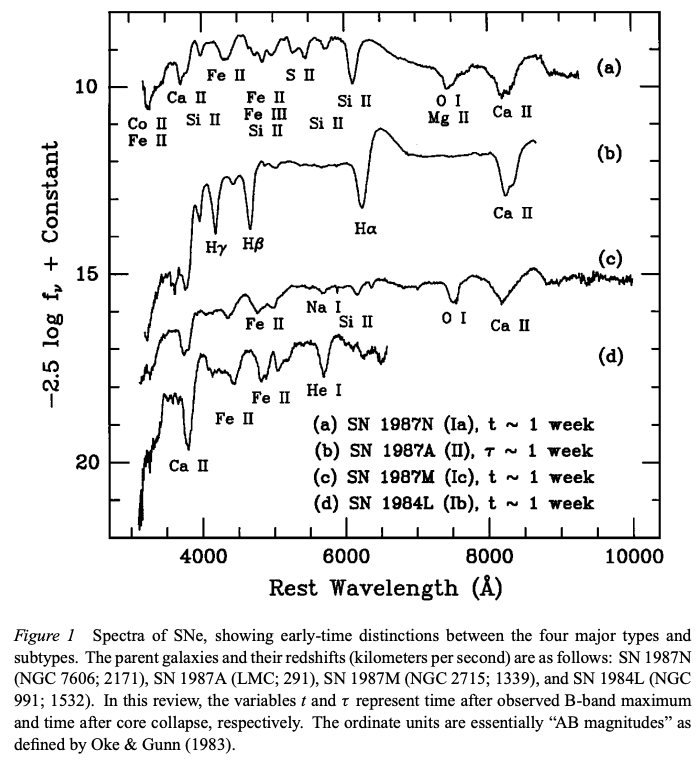 (a)
10
Fe II
S II
Ca II
Fe II
Si II
O I
Ca II
Co II
Si II
Fe III
Si II
Mg II
Fe II
Si II
(b)
Hγ
Hβ
Hα
Ca II
−2.5 log fν + Constant
(c)
15
Fe II
Na I
Si II
O I
Ca II
(d)
Fe II
Fe II
He I
Ca II
20
(a) SN 1987N (Ia), t ~ 1 week
(b) SN 1987A (II), τ ~ 1 week
(c) SN 1987M (Ic), t ~ 1 week
(d) SN 1984L (Ib), t ~ 1 week
4000 6000 8000 10000
Rest Wavelength (Å)
Figure 1 Spectra of SNe, showing early-time distinctions between the four major types and
subtypes. The parent galaxies and their redshifts (kilometers per second) are as follows: SN 1987N
(NGC 7606; 2171), SN 1987A (LMC; 291), SN 1987M (NGC 2715; 1339), and SN 1984L (NGC
991; 1532). In this review, the variables t and τ represent time after observed B-band maximum
and time after core collapse, respectively. The ordinate units are essentially “AB magnitudes” as
defined by Oke & Gunn (1983).